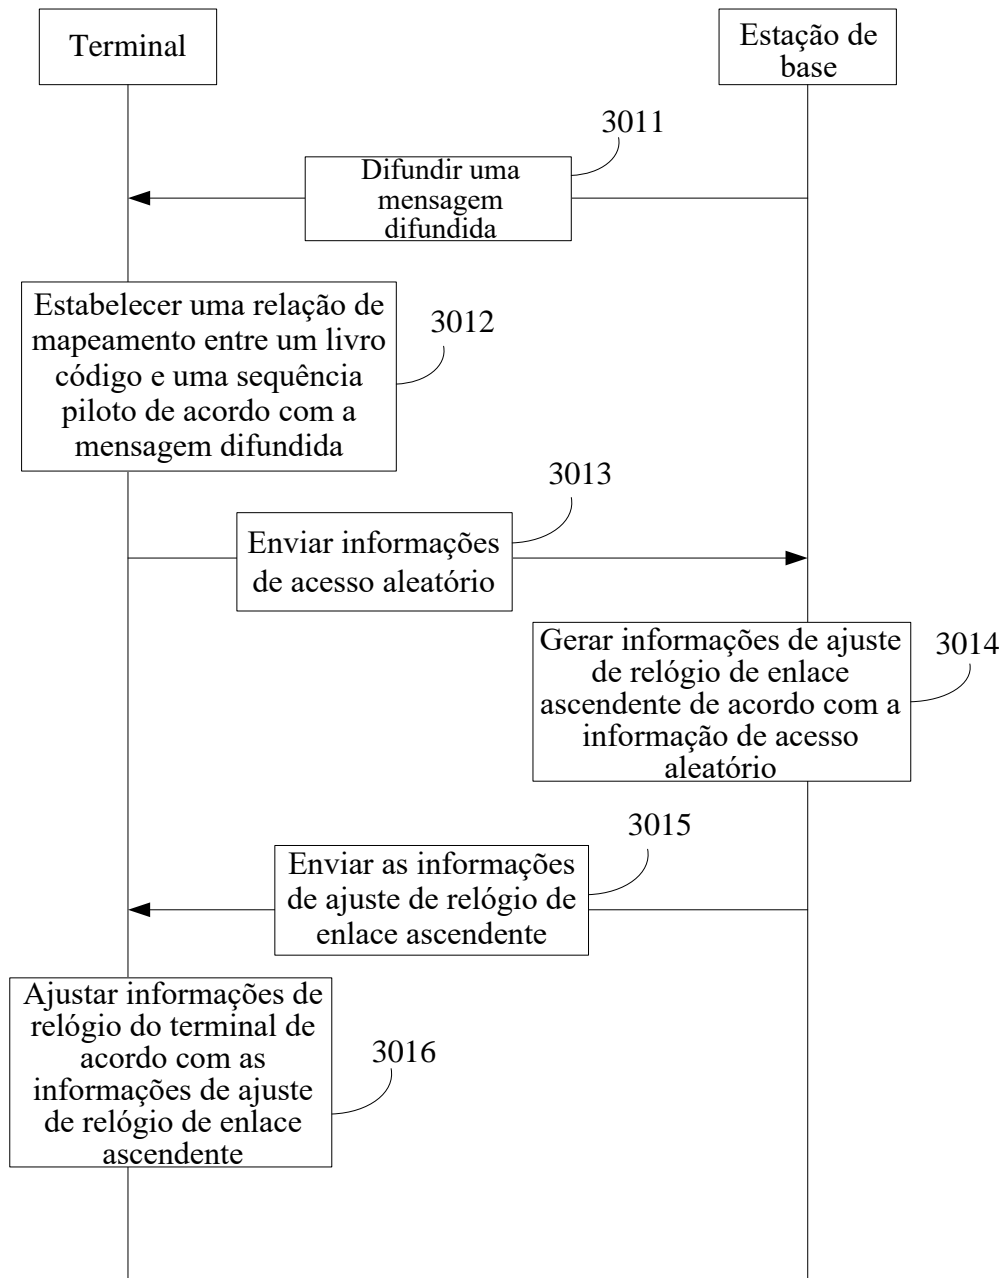 Terminal
Estação de
base
3011
Difundir uma
mensagem
difundida
Estabelecer uma relação de
mapeamento entre um livro
código e uma sequência
piloto de acordo com a
mensagem difundida
3012
3013
Enviar informações
de acesso aleatório
Gerar informações de ajuste
de relógio de enlace
ascendente de acordo com a
informação de acesso
aleatório
3014
3015
Enviar as informações
de ajuste de relógio de
enlace ascendente
Ajustar informações de
relógio do terminal de
acordo com as
informações de ajuste
de relógio de enlace
ascendente
3016